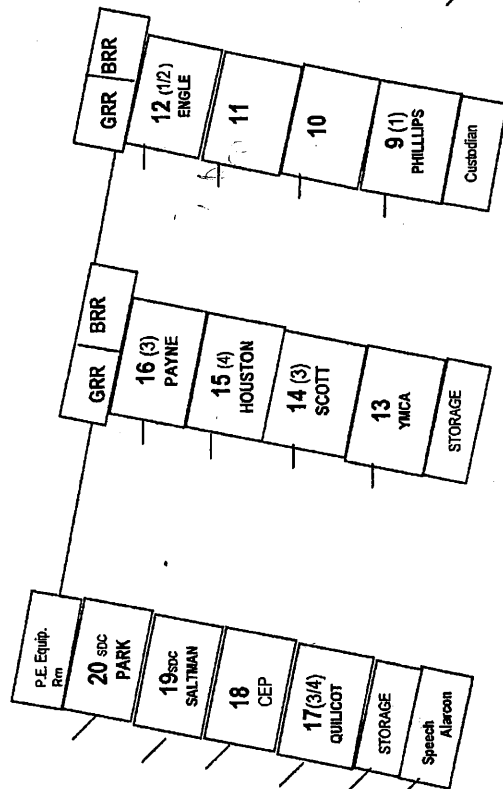 P.E. Equip.
Rm
20 SDC
PARK
19 SDC
SALTMAN
18
CEP
17 (3/4)
QUILICOT
STORAGE
Speech
Alarcon
GRR
BRR
16 (3)
PAYNE
15 (4)
HOUSTON
14 (3)
SCOTT
13
YMCA
STORAGE
GRR
BRR
12 (1/2)
ENGLE
11
10
9 (1)
PHILLLIPS
Custodian